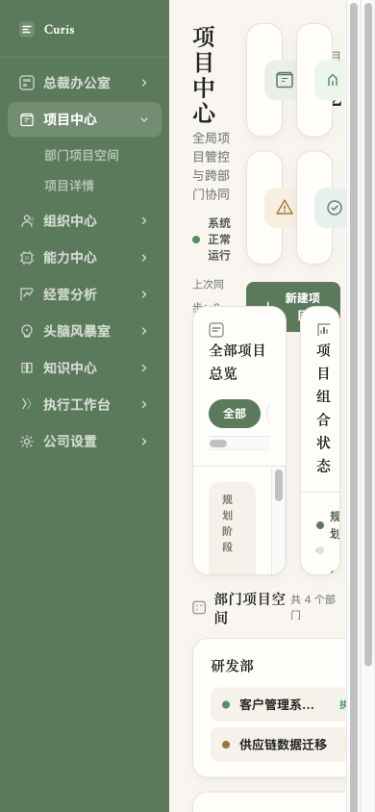 Curis
总裁办公室
项目中心
部门项目空间
项目详情
组织中心
能力中心
经营分析
头脑风暴室
知识中心
执行工作台
公司设置
项
目
中
心
全局项
目管控
与跨部
门协同
系统
正常
运行
上次同
新建项
全部项目
总览
全部
规
划
阶
段
项
目
组
合
状
态
规
划
部门项目空
间
共 4 个部
门
研发部
客户管理系...
供应链数据迁移